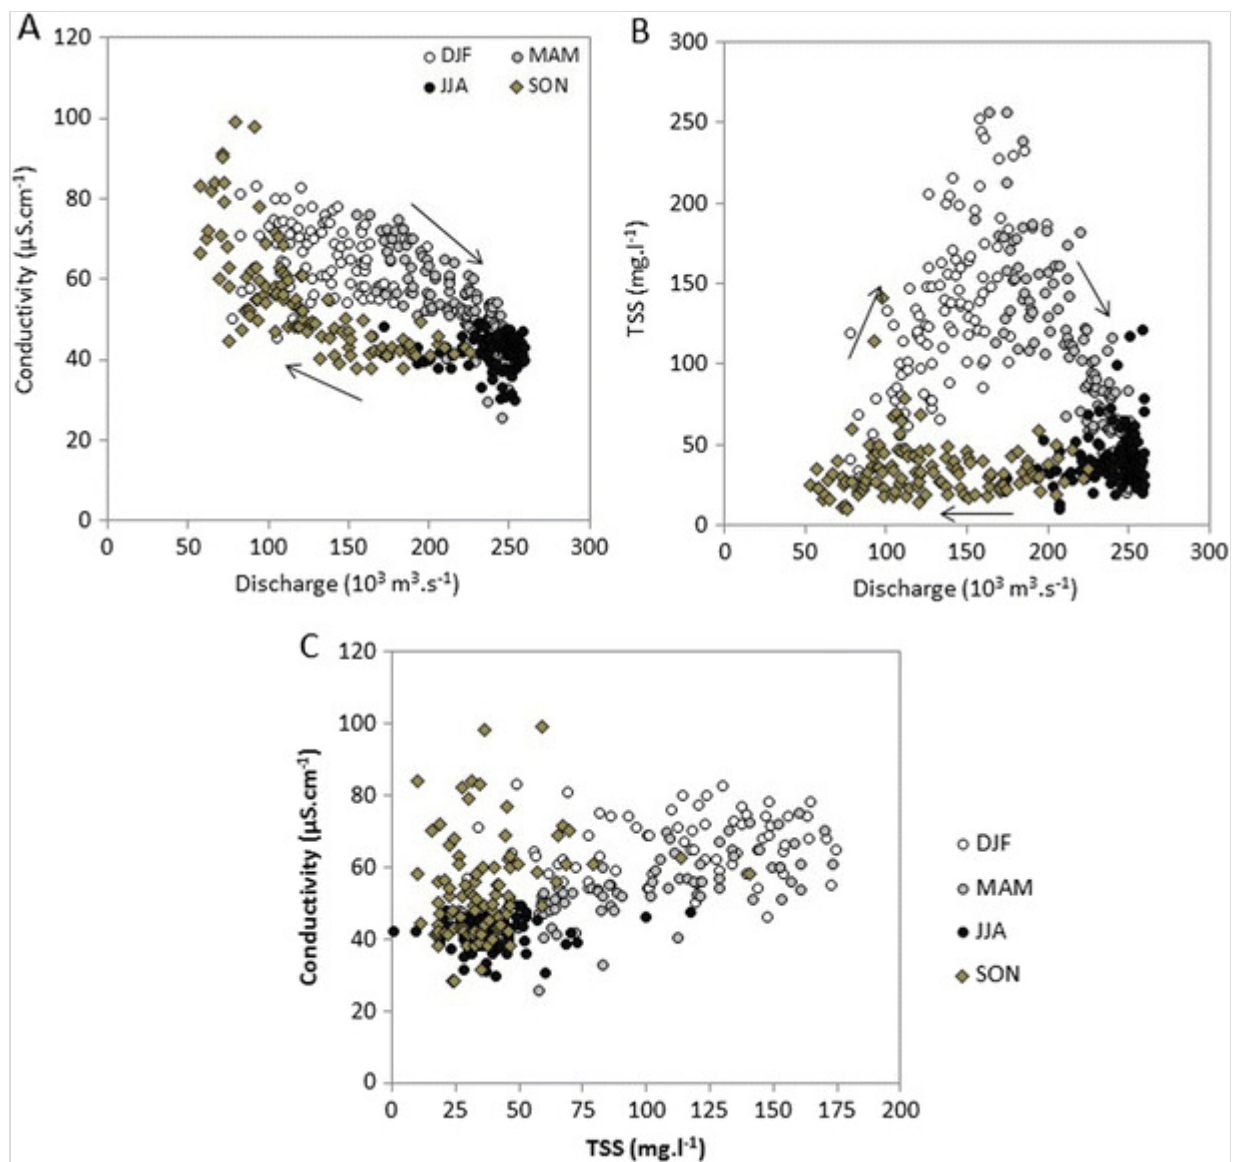 A
120
100
80
60
40
20
0
DJF MAM
JJA SON
Conductivity (µS.cm-1)
0 50 100 150 200 250 300
Discharge (10³ m³.s-1)
B
300
250
200
150
100
50
0
TSS (mg.l-1)
0 50 100 150 200 250 300
Discharge (10³ m³.s-1)
C
120
100
80
60
40
20
0
Conductivity (µS.cm-1)
0 25 50 75 100 125 150 175 200
TSS (mg.l-1)
DJF
MAM
JJA
SON